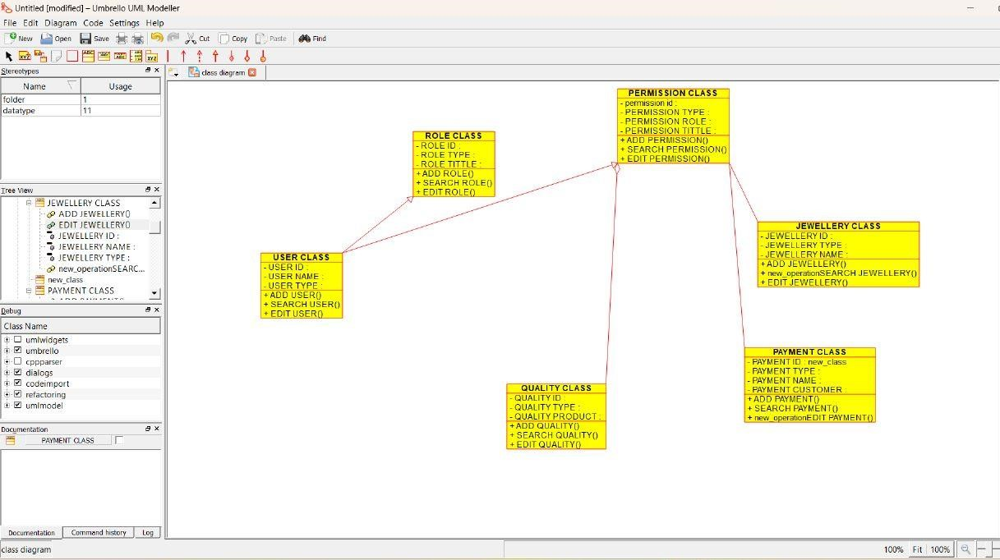 Untitled [modified] – Umbrello UML Modeller
File Edit Diagram Code Settings Help
New Open Save Cut Copy Paste Find
class diagram
Stereotypes
Name Usage
folder 1
datatype 11
Tree View
JEWELLERY CLASS
ADD JEWELLERY()
EDIT JEWELLERY()
JEWELLERY ID :
JEWELLERY NAME :
JEWELLERY TYPE :
new_operationSEARC...
new_class
PAYMENT CLASS
Debug
Class Name
umlwidgets
umbrello
cppparser
dialogs
codeimport
refactoring
umlmodel
Documentation
PAYMENT CLASS
Documentation Command history Log
class diagram
PERMISSION CLASS
- permission id :
- PERMISSION TYPE :
- PERMISSION ROLE :
- PERMISSION TITTLE :
+ ADD PERMISSION()
+ SEARCH PERMISSION()
+ EDIT PERMISSION()
ROLE CLASS
- ROLE ID :
- ROLE TYPE :
- ROLE TITTLE :
+ ADD ROLE()
+ SEARCH ROLE()
+ EDIT ROLE()
JEWELLERY CLASS
- JEWELLERY ID :
- JEWELLERY TYPE :
- JEWELLERY NAME :
+ ADD JEWELLERY()
+ new_operationSEARCH JEWELLERY()
+ EDIT JEWELLERY()
USER CLASS
- USER ID :
- USER NAME :
- USER TYPE :
+ ADD USER()
+ SEARCH USER()
+ EDIT USER()
PAYMENT CLASS
- PAYMENT ID : new_class
- PAYMENT TYPE :
- PAYMENT NAME :
- PAYMENT CUSTOMER :
+ ADD PAYMENT()
+ SEARCH PAYMENT()
+ new_operationEDIT PAYMENT()
QUALITY CLASS
- QUALITY ID :
- QUALITY TYPE :
- QUALITY PRODUCT :
+ ADD QUALITY()
+ SEARCH QUALITY()
+ EDIT QUALITY()
100% Fit 100%